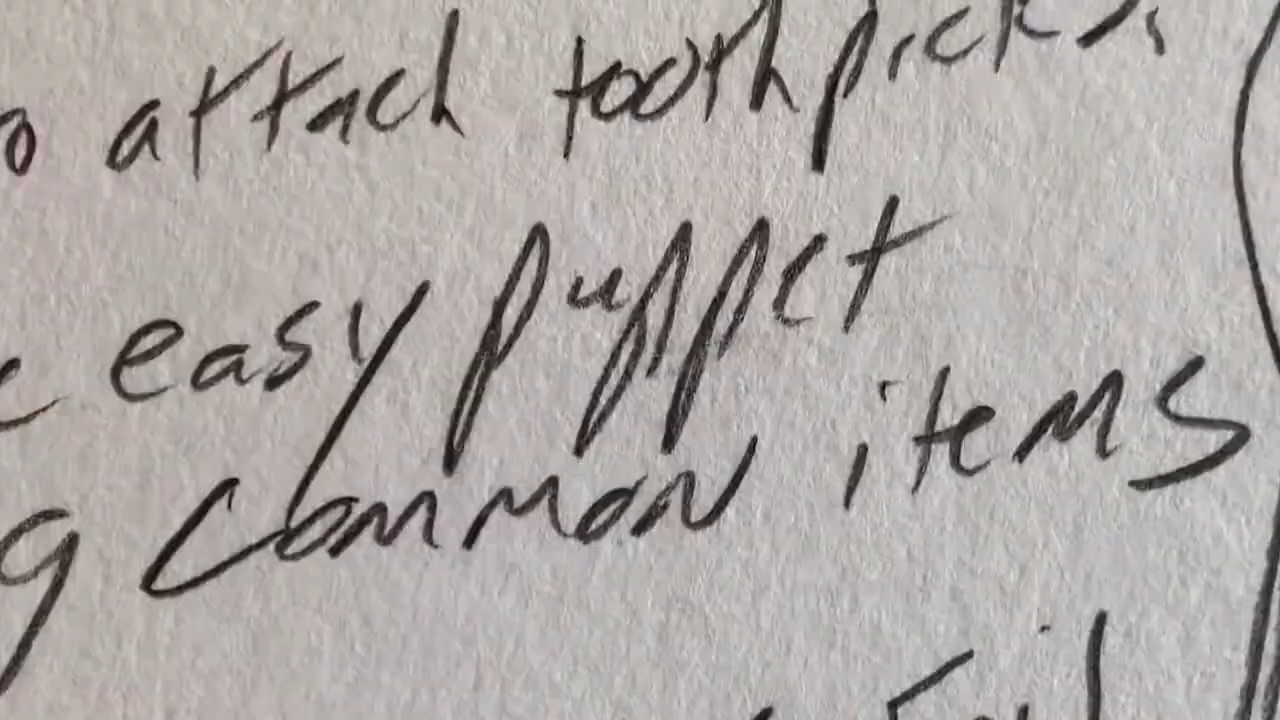 attach toothpicks.
easy puppet
common items